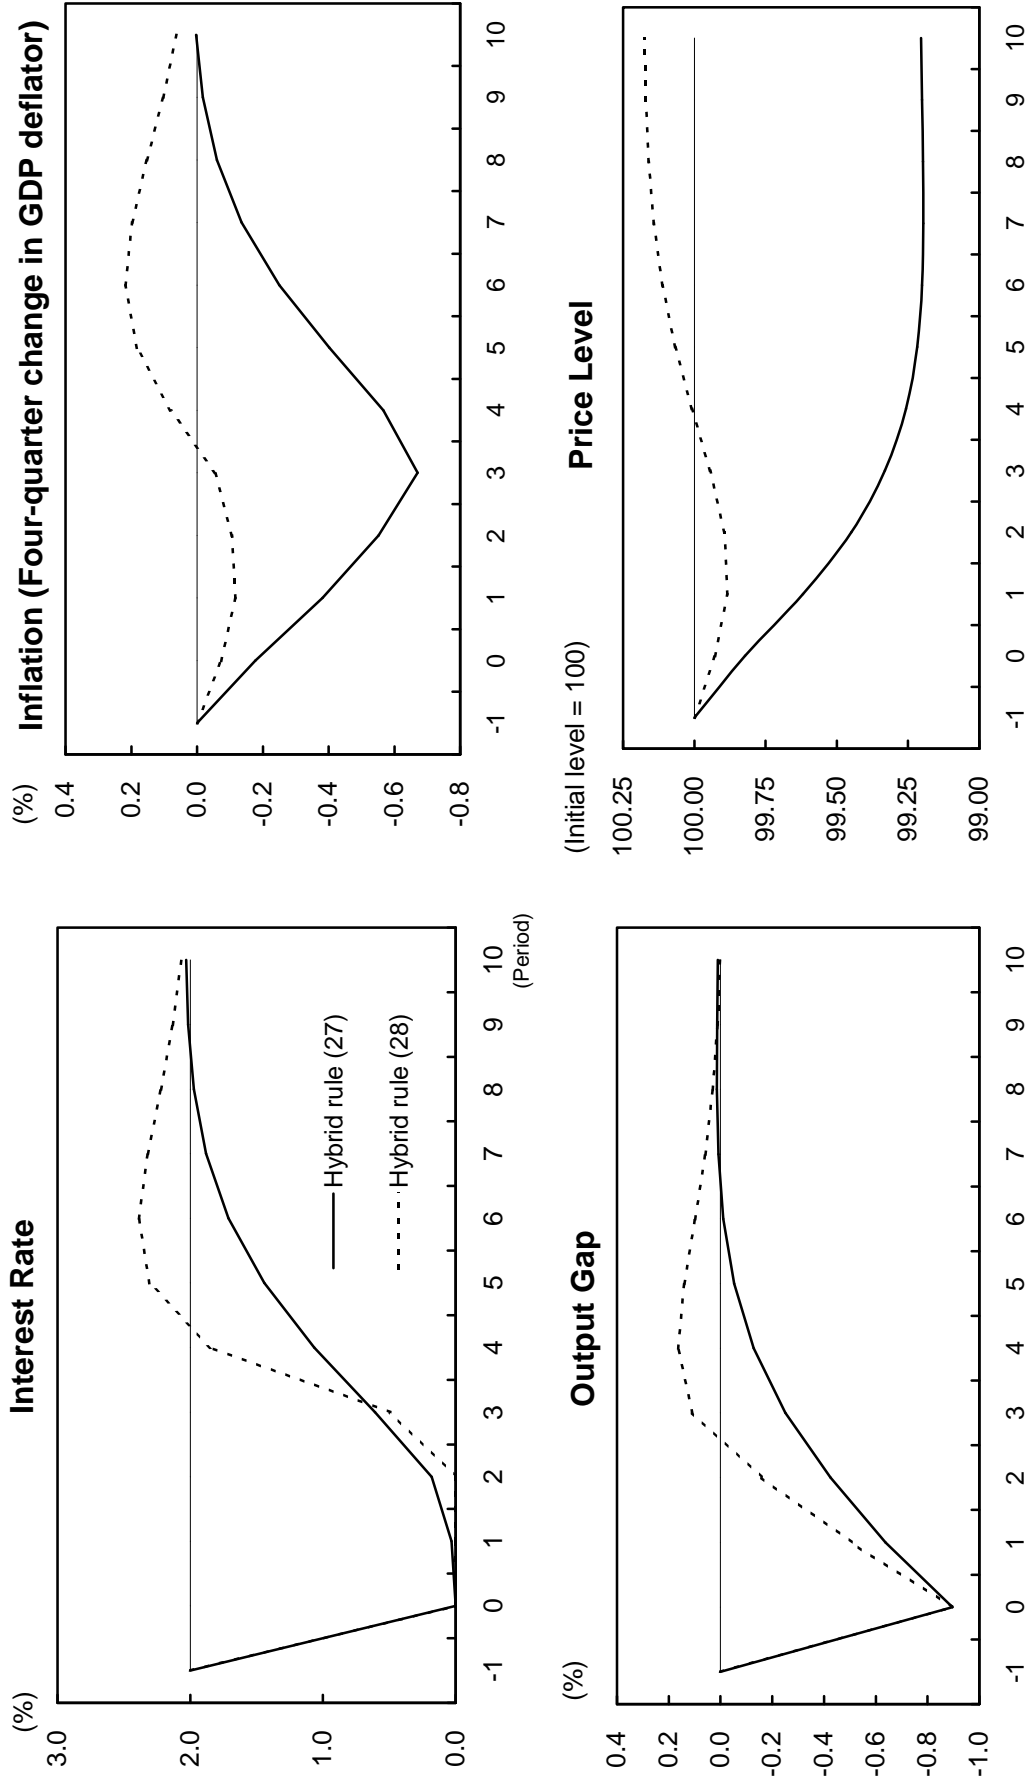 Interest Rate
(%)
3.0
2.0
1.0
0.0
-1 0 1 2 3 4 5 6 7 8 9 10
(Period)
Hybrid rule (27)
Hybrid rule (28)
Inflation (Four-quarter change in GDP deflator)
(%)
0.4
0.2
0.0
-0.2
-0.4
-0.6
-0.8
-1 0 1 2 3 4 5 6 7 8 9 10
Output Gap
(%)
0.4
0.2
0.0
-0.2
-0.4
-0.6
-0.8
-1.0
-1 0 1 2 3 4 5 6 7 8 9 10
Price Level
(Initial level = 100)
100.25
100.00
99.75
99.50
99.25
99.00
-1 0 1 2 3 4 5 6 7 8 9 10